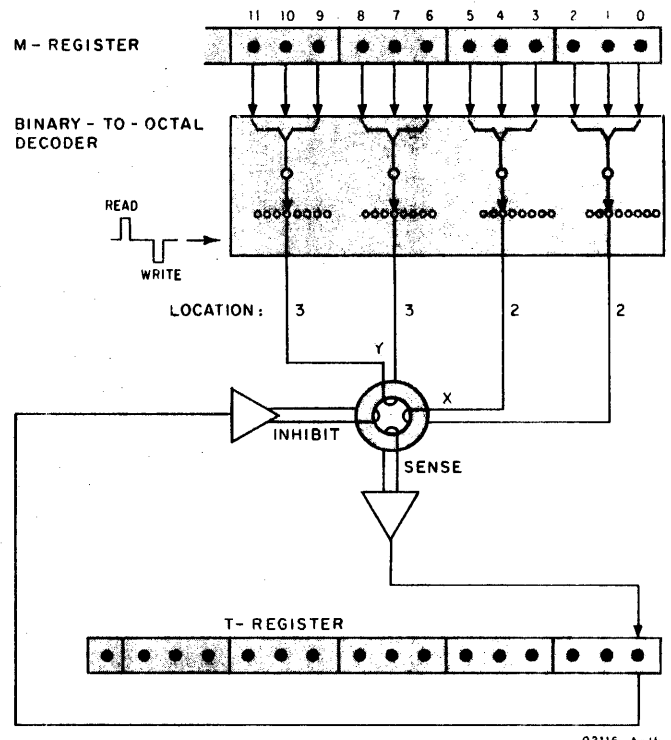 11 10 9 8 7 6 5 4 3 2 1 0
M - REGISTER
BINARY - TO - OCTAL
DECODER
READ
WRITE
LOCATION: 3 3 2 2
Y
X
INHIBIT
SENSE
T - REGISTER